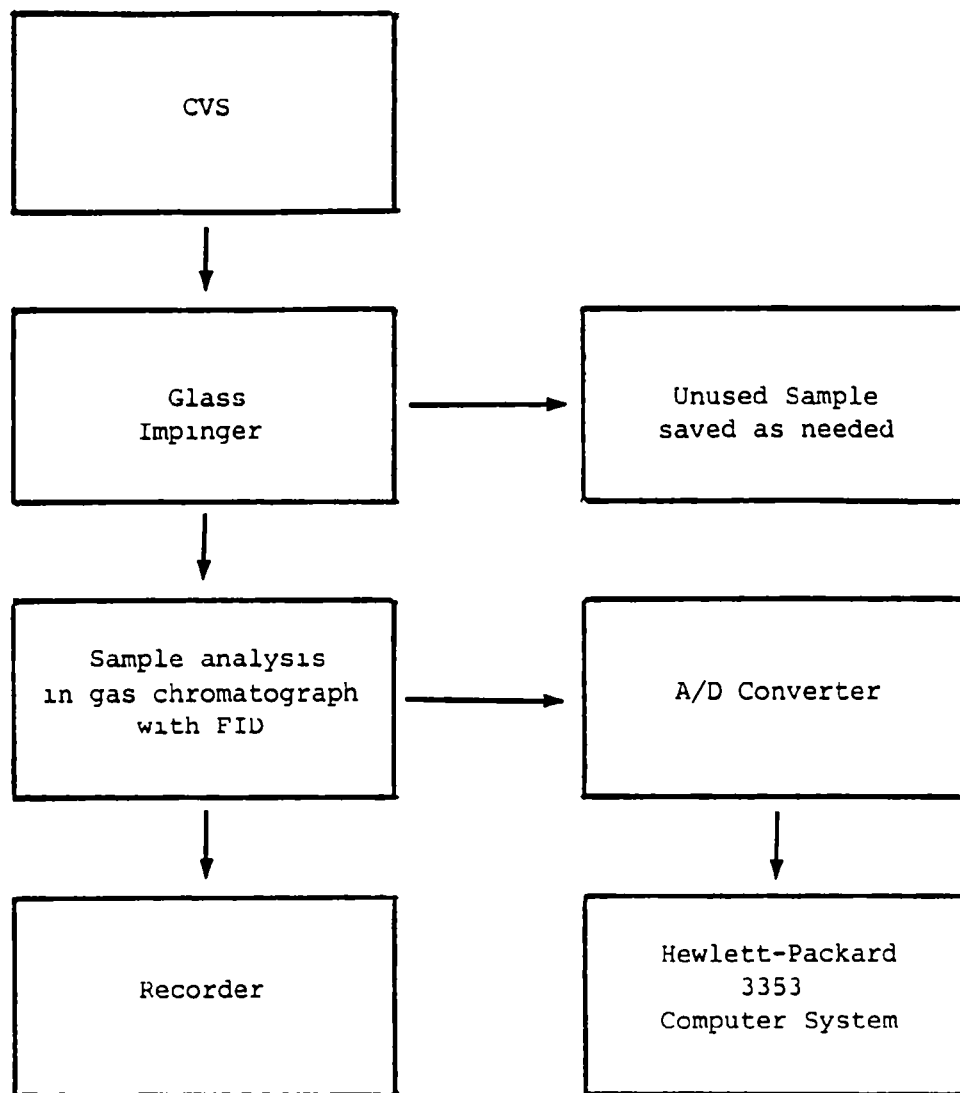 CVS
Glass
Impinger
Unused Sample
saved as needed
Sample analysis
in gas chromatograph
with FID
A/D Converter
Recorder
Hewlett-Packard
3353
Computer System